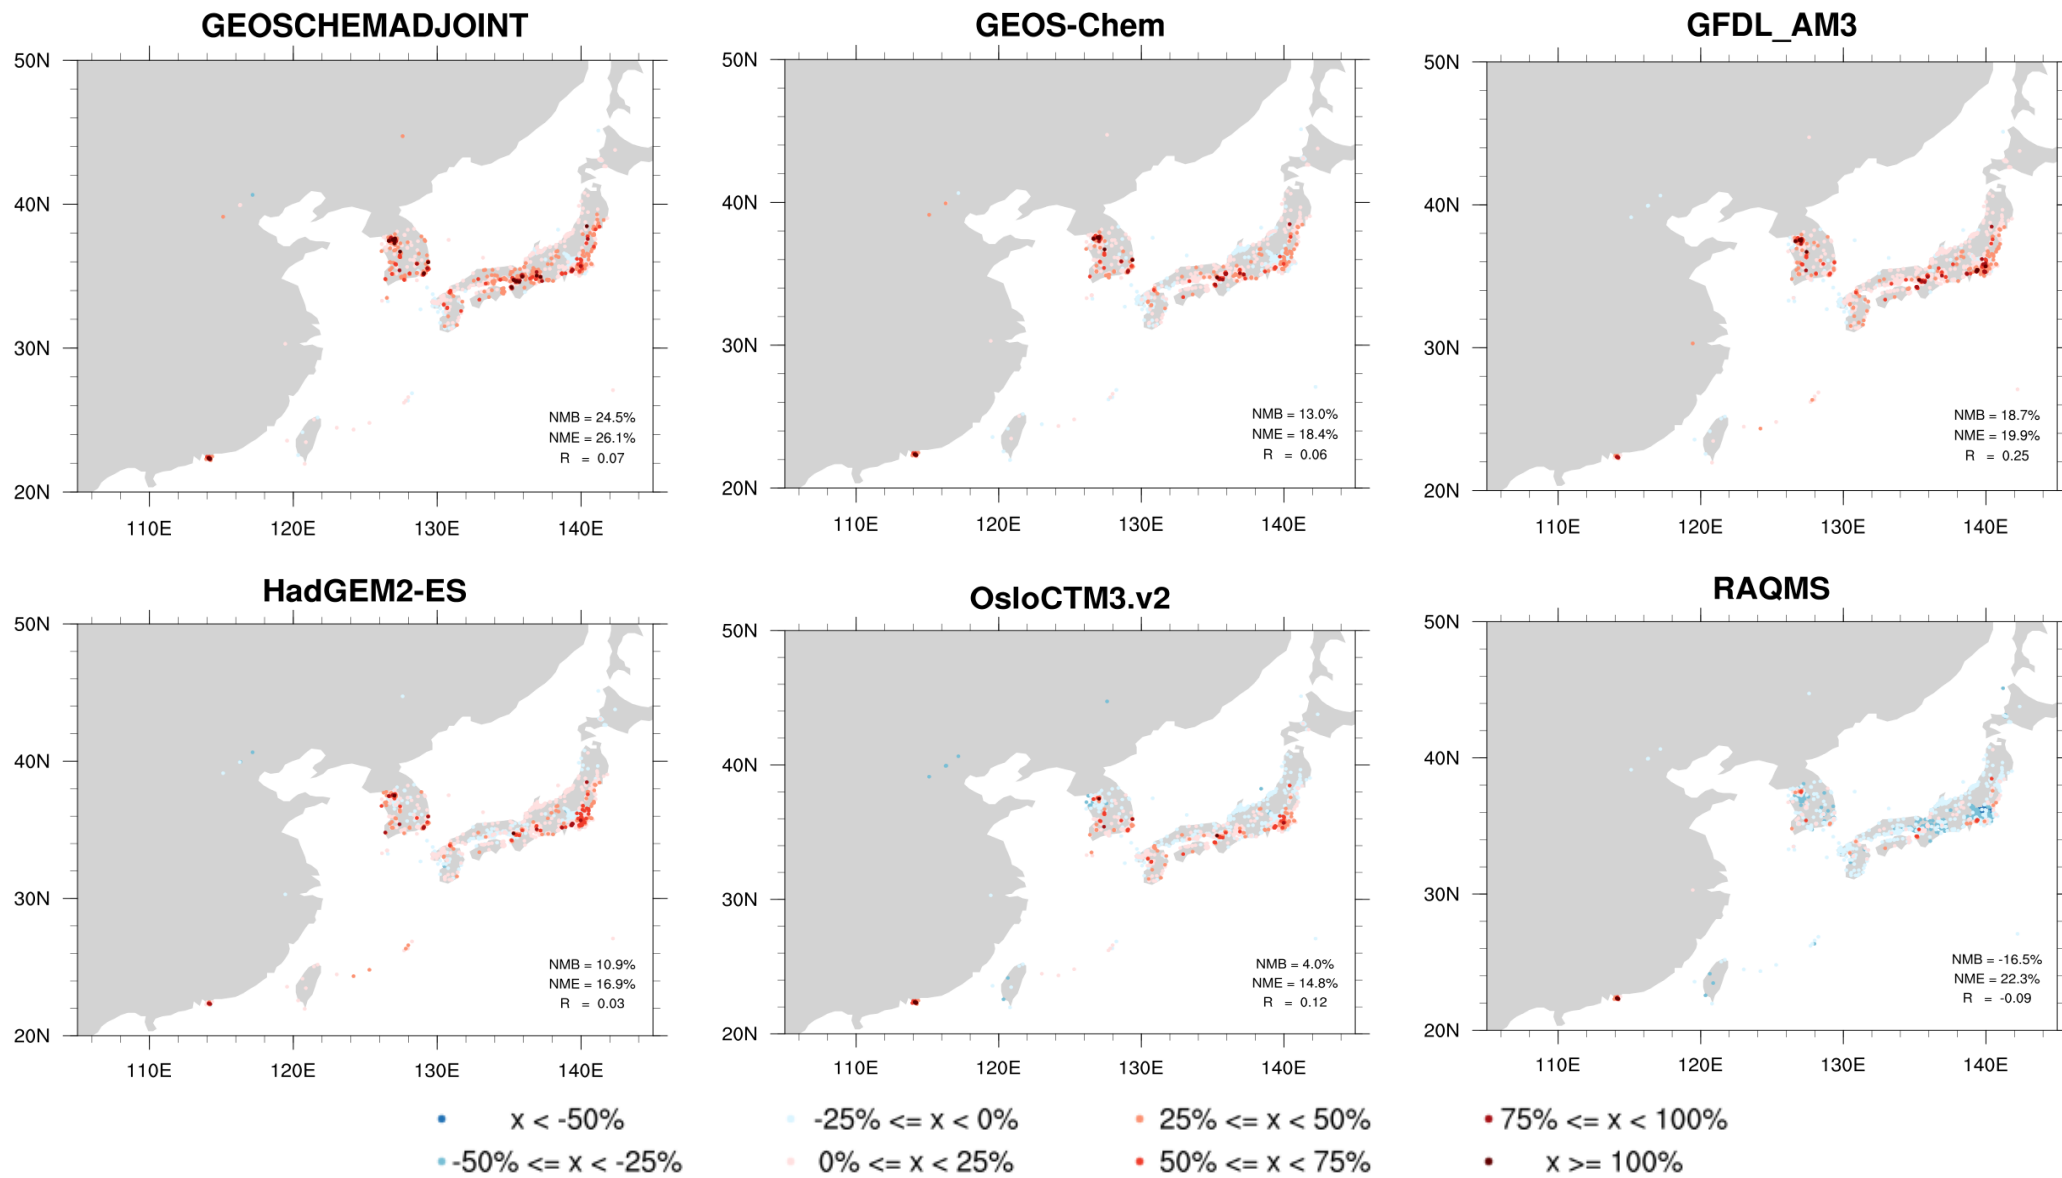 GEOSCHEMADJOINT
GEOS-Chem
GFDL_AM3
50N
40N
30N
20N
110E
120E
130E
140E
NMB = 24.5%
NME = 26.1%
R = 0.07
50N
40N
30N
20N
110E
120E
130E
140E
NMB = 13.0%
NME = 18.4%
R = 0.06
50N
40N
30N
20N
110E
120E
130E
140E
NMB = 18.7%
NME = 19.9%
R = 0.25
HadGEM2-ES
OsloCTM3.v2
RAQMS
50N
40N
30N
20N
110E
120E
130E
140E
NMB = 10.9%
NME = 16.9%
R = 0.03
50N
40N
30N
20N
110E
120E
130E
140E
NMB = 4.0%
NME = 14.8%
R = 0.12
50N
40N
30N
20N
110E
120E
130E
140E
NMB = -16.5%
NME = 22.3%
R = -0.09
x < -50%
-25% <= x < 0%
25% <= x < 50%
75% <= x < 100%
-50% <= x < -25%
0% <= x < 25%
50% <= x < 75%
x >= 100%